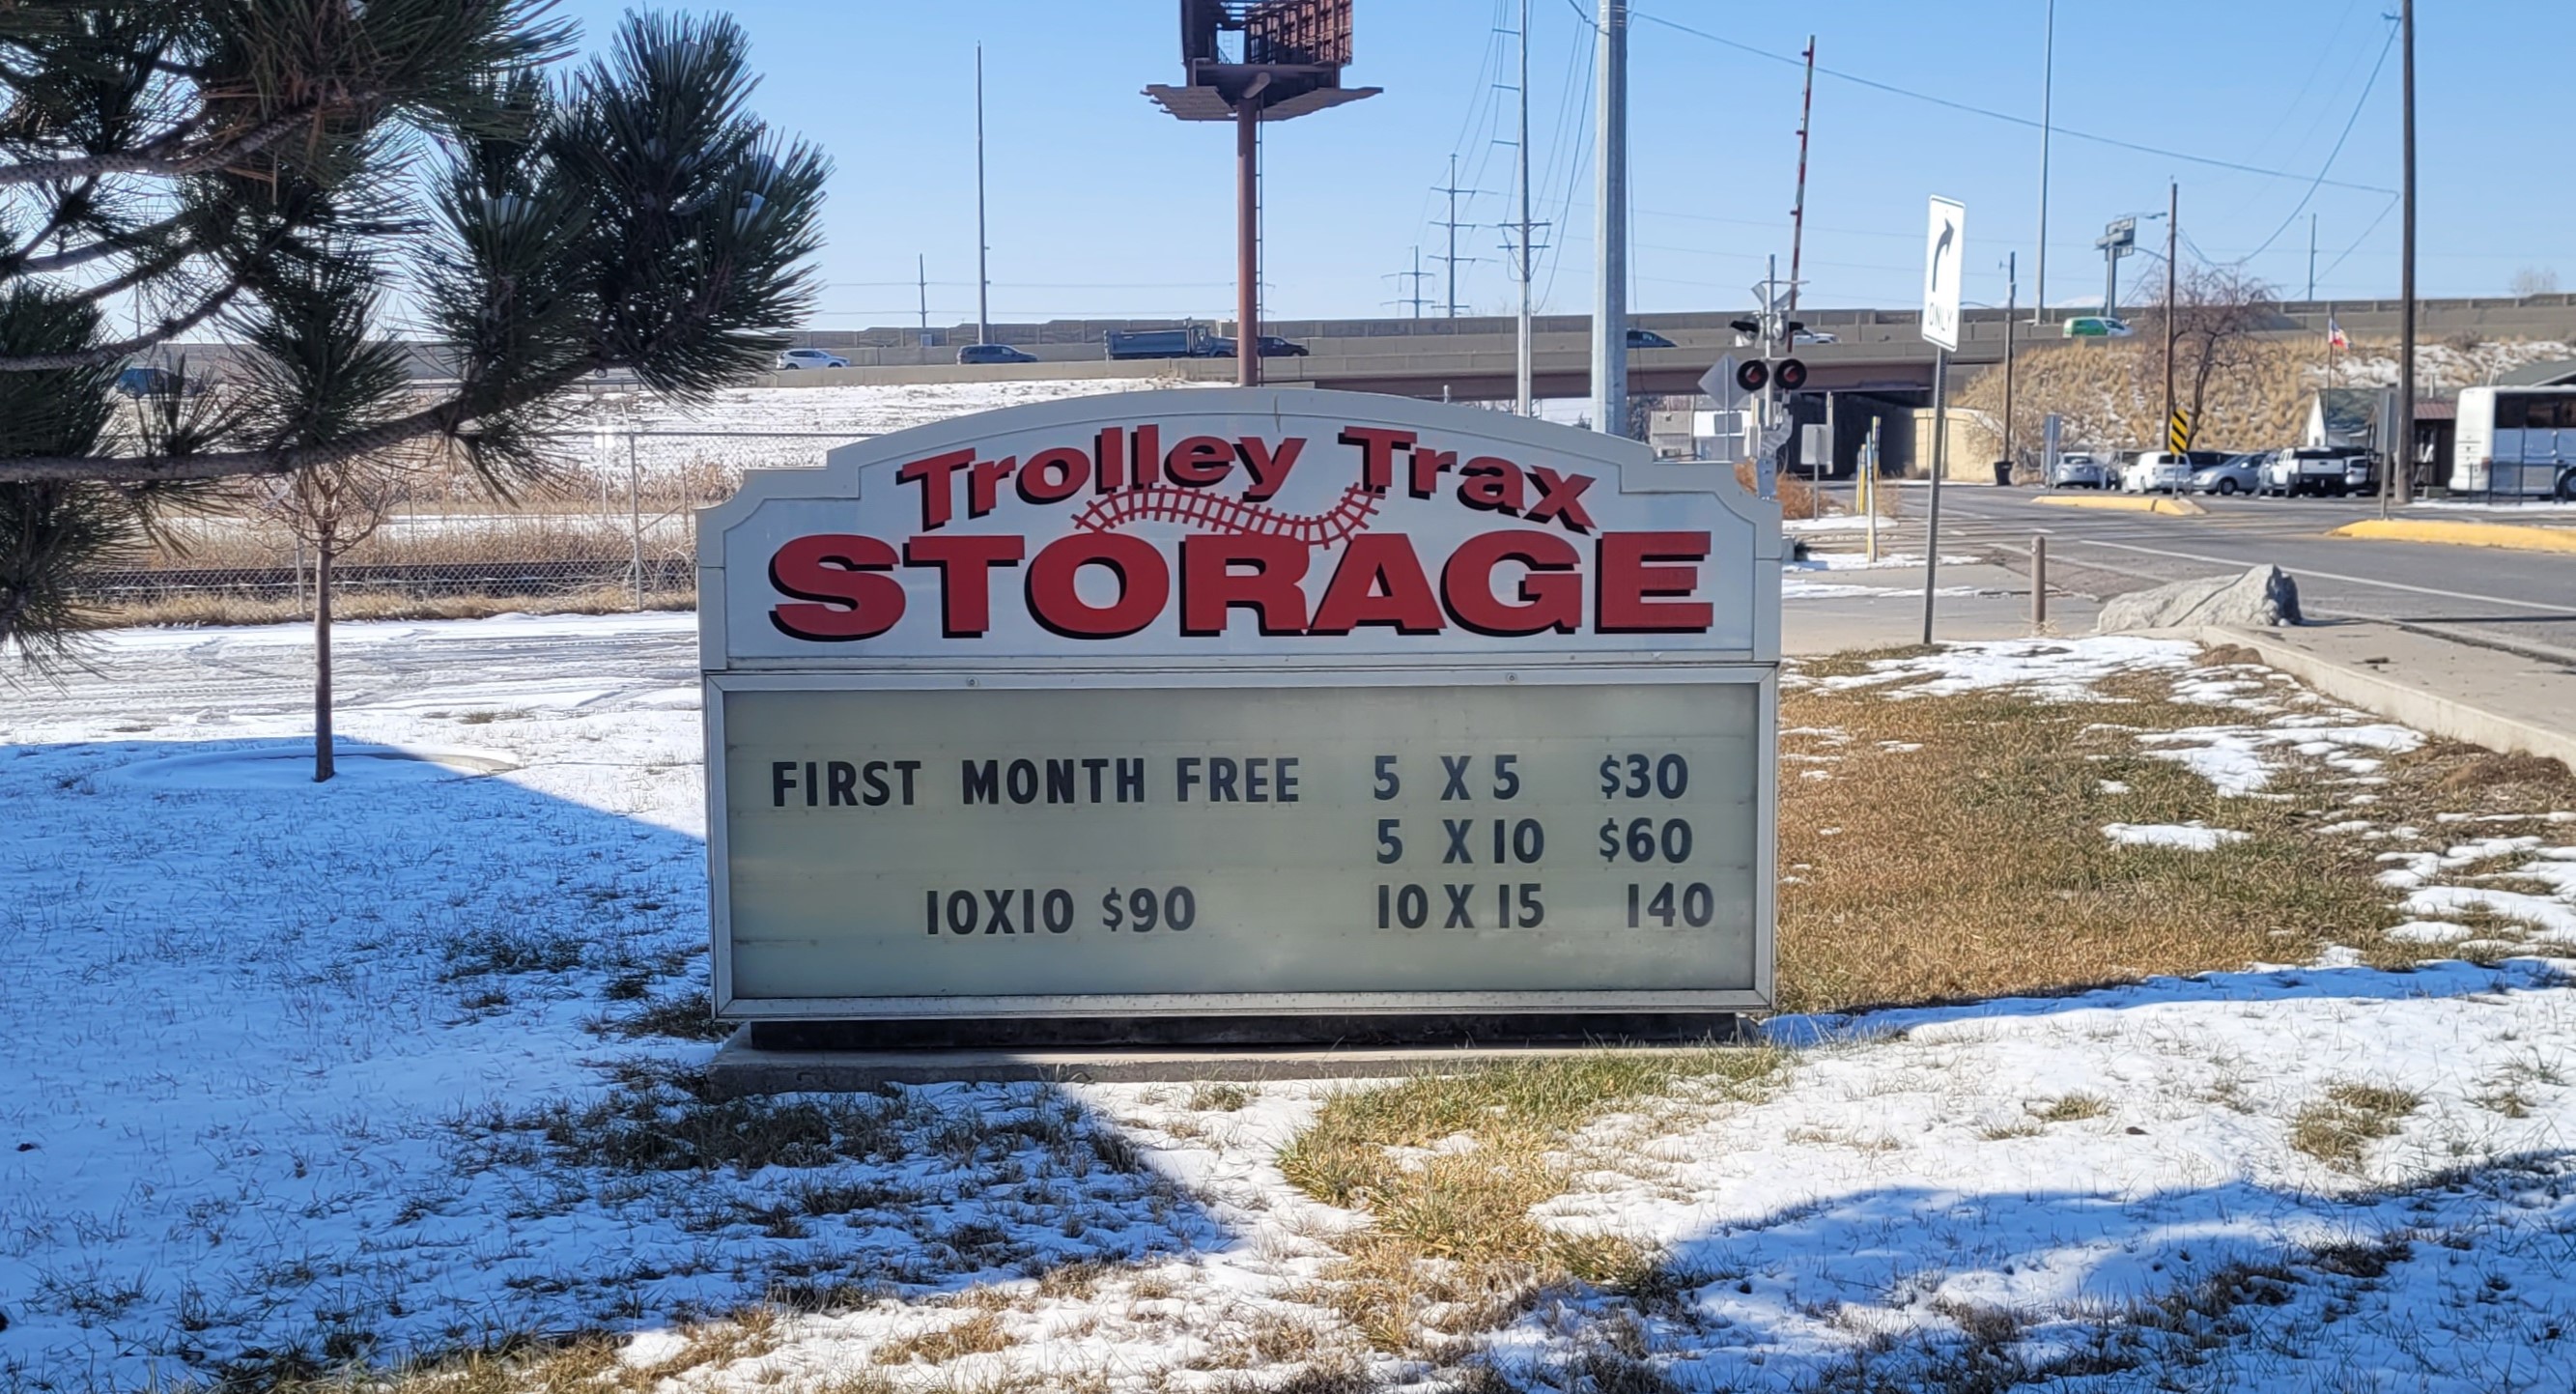 Trolley Trax
STORAGE
FIRST MONTH FREE 5 X 5 $30
5 X 10 $60
10X10 $90 10 X 15 140
ONLY